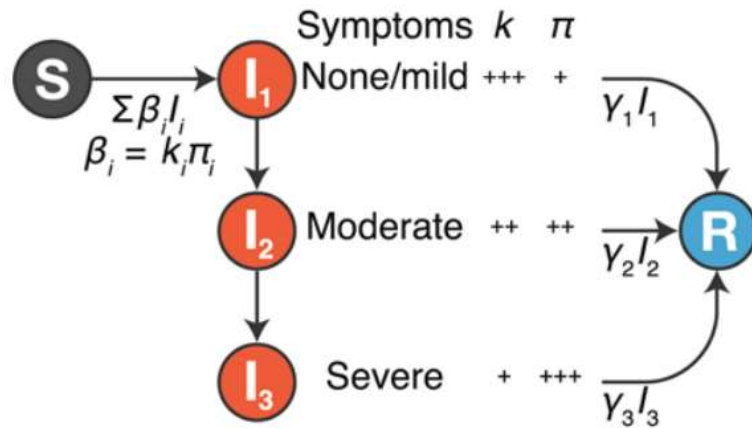 Symptoms k π
S I₁ None/mild +++ +
ΣβᵢIᵢ γ₁I₁
βᵢ = kᵢπᵢ
I₂ Moderate ++ ++ R
γ₂I₂
I₃ Severe + +++
γ₃I₃